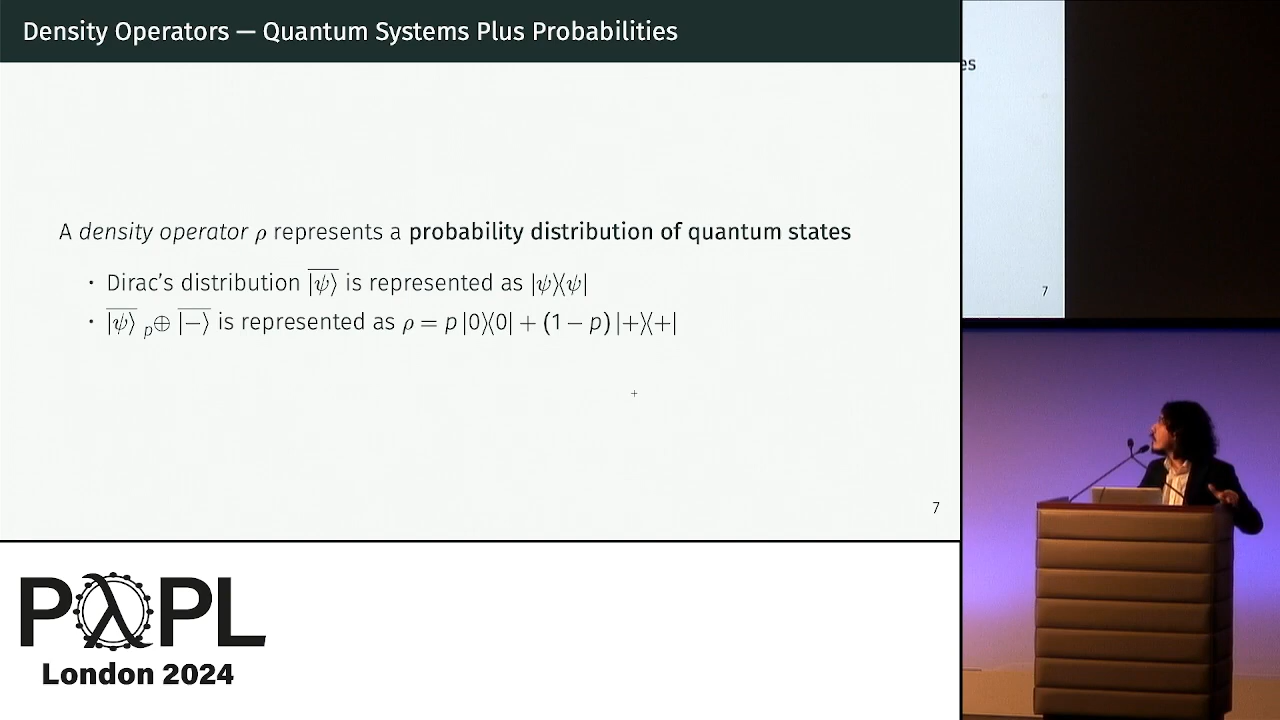 Density Operators — Quantum Systems Plus Probabilities
A density operator ρ represents a probability distribution of quantum states
• Dirac's distribution |ψ⟩̅ is represented as |ψ⟩⟨ψ|
• |ψ⟩̅ p⊕ |−⟩̅ is represented as ρ = p |0⟩⟨0| + (1 − p) |+⟩⟨+|
7
PλPL
London 2024
es
7